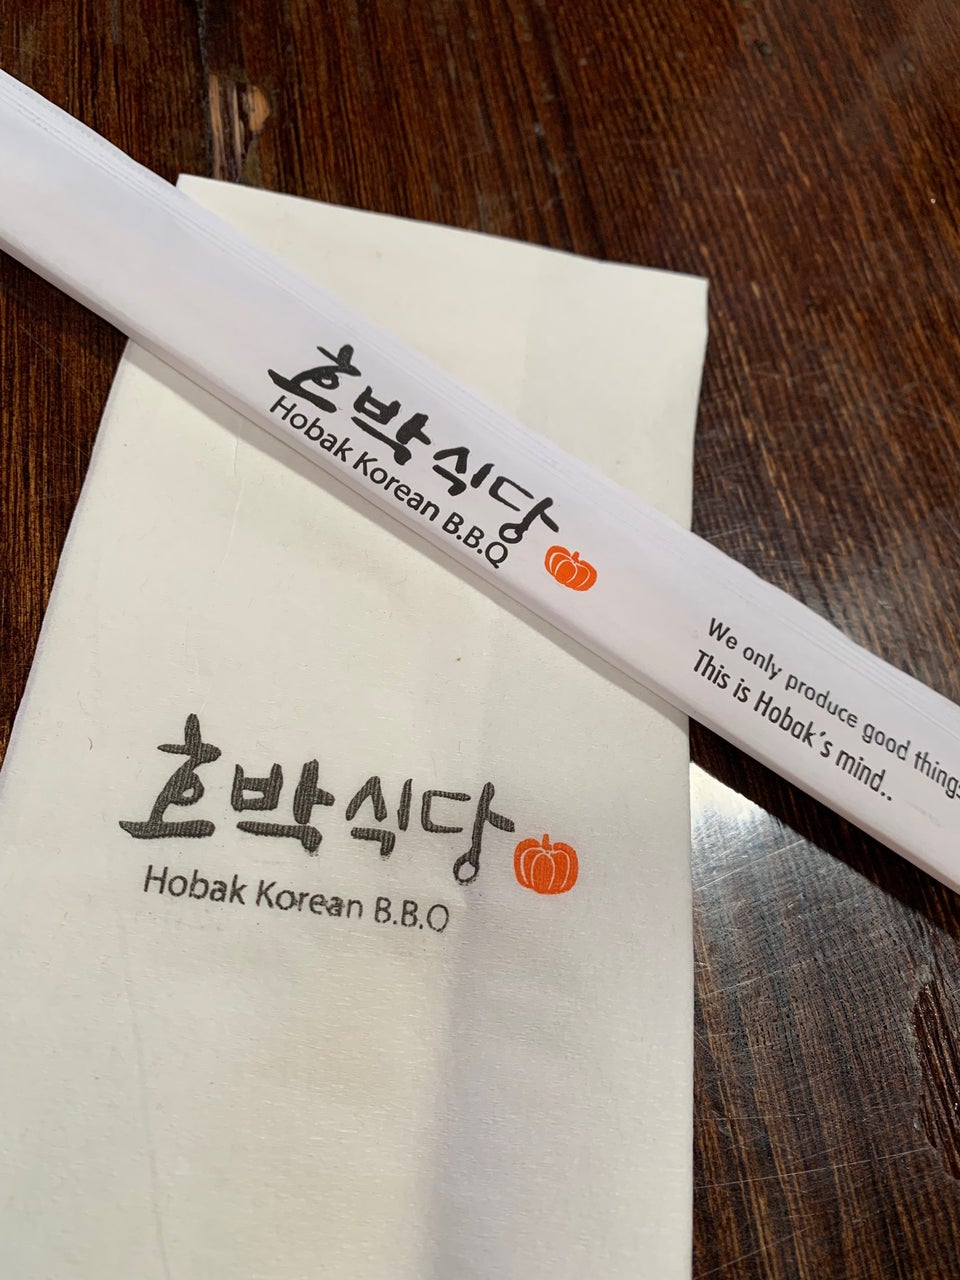 호박식당
Hobak Korean B.B.Q
We only produce good things
This is Hobak's mind..
호박식당
Hobak Korean B.B.Q